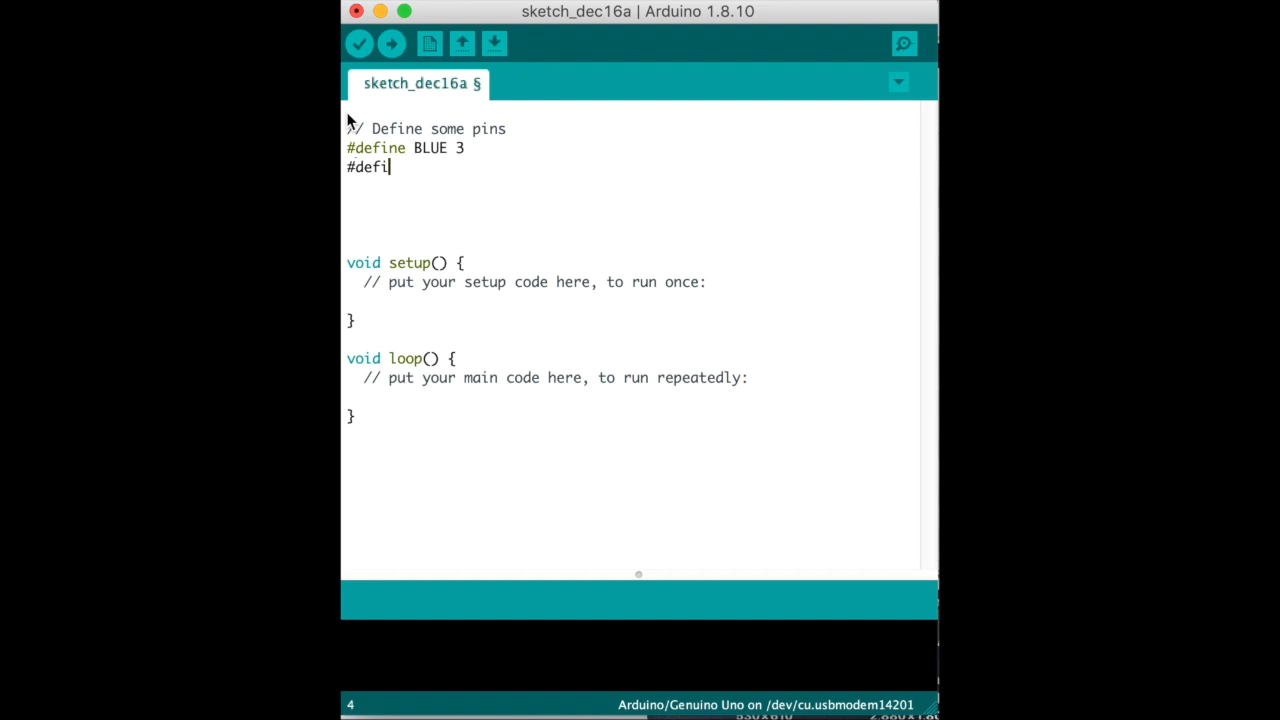 sketch_dec16a | Arduino 1.8.10
sketch_dec16a §
// Define some pins
#define BLUE 3
#defi
void setup() {
// put your setup code here, to run once:
}
void loop() {
// put your main code here, to run repeatedly:
}
4
Arduino/Genuino Uno on /dev/cu.usbmodem14201